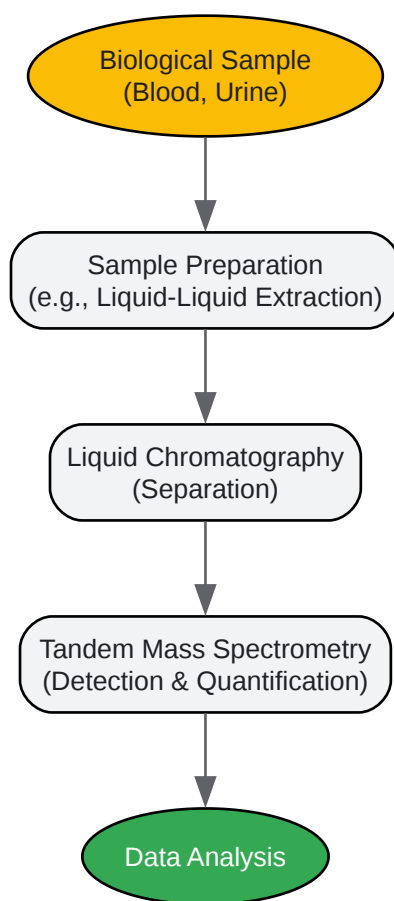 Biological Sample
(Blood, Urine)
Sample Preparation
(e.g., Liquid-Liquid Extraction)
Liquid Chromatography
(Separation)
Tandem Mass Spectrometry
(Detection & Quantification)
Data Analysis